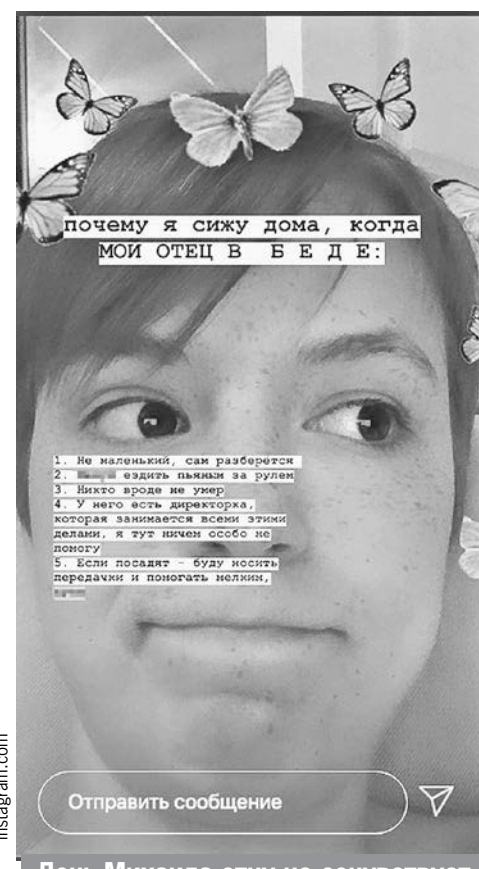 почему я сижу дома, когда
МОЙ ОТЕЦ В Б Е Д Е:
1. Не маленький, сам разберется
2. ездить пьяным за рулем
3. Никто вроде не умер
4. У него есть директорка,
которая занимается всеми этими
делами, я тут ничем особо не
помогу
5. Если посадят – буду носить
передачки и помогать мелким,
Отправить сообщение
instagram.com